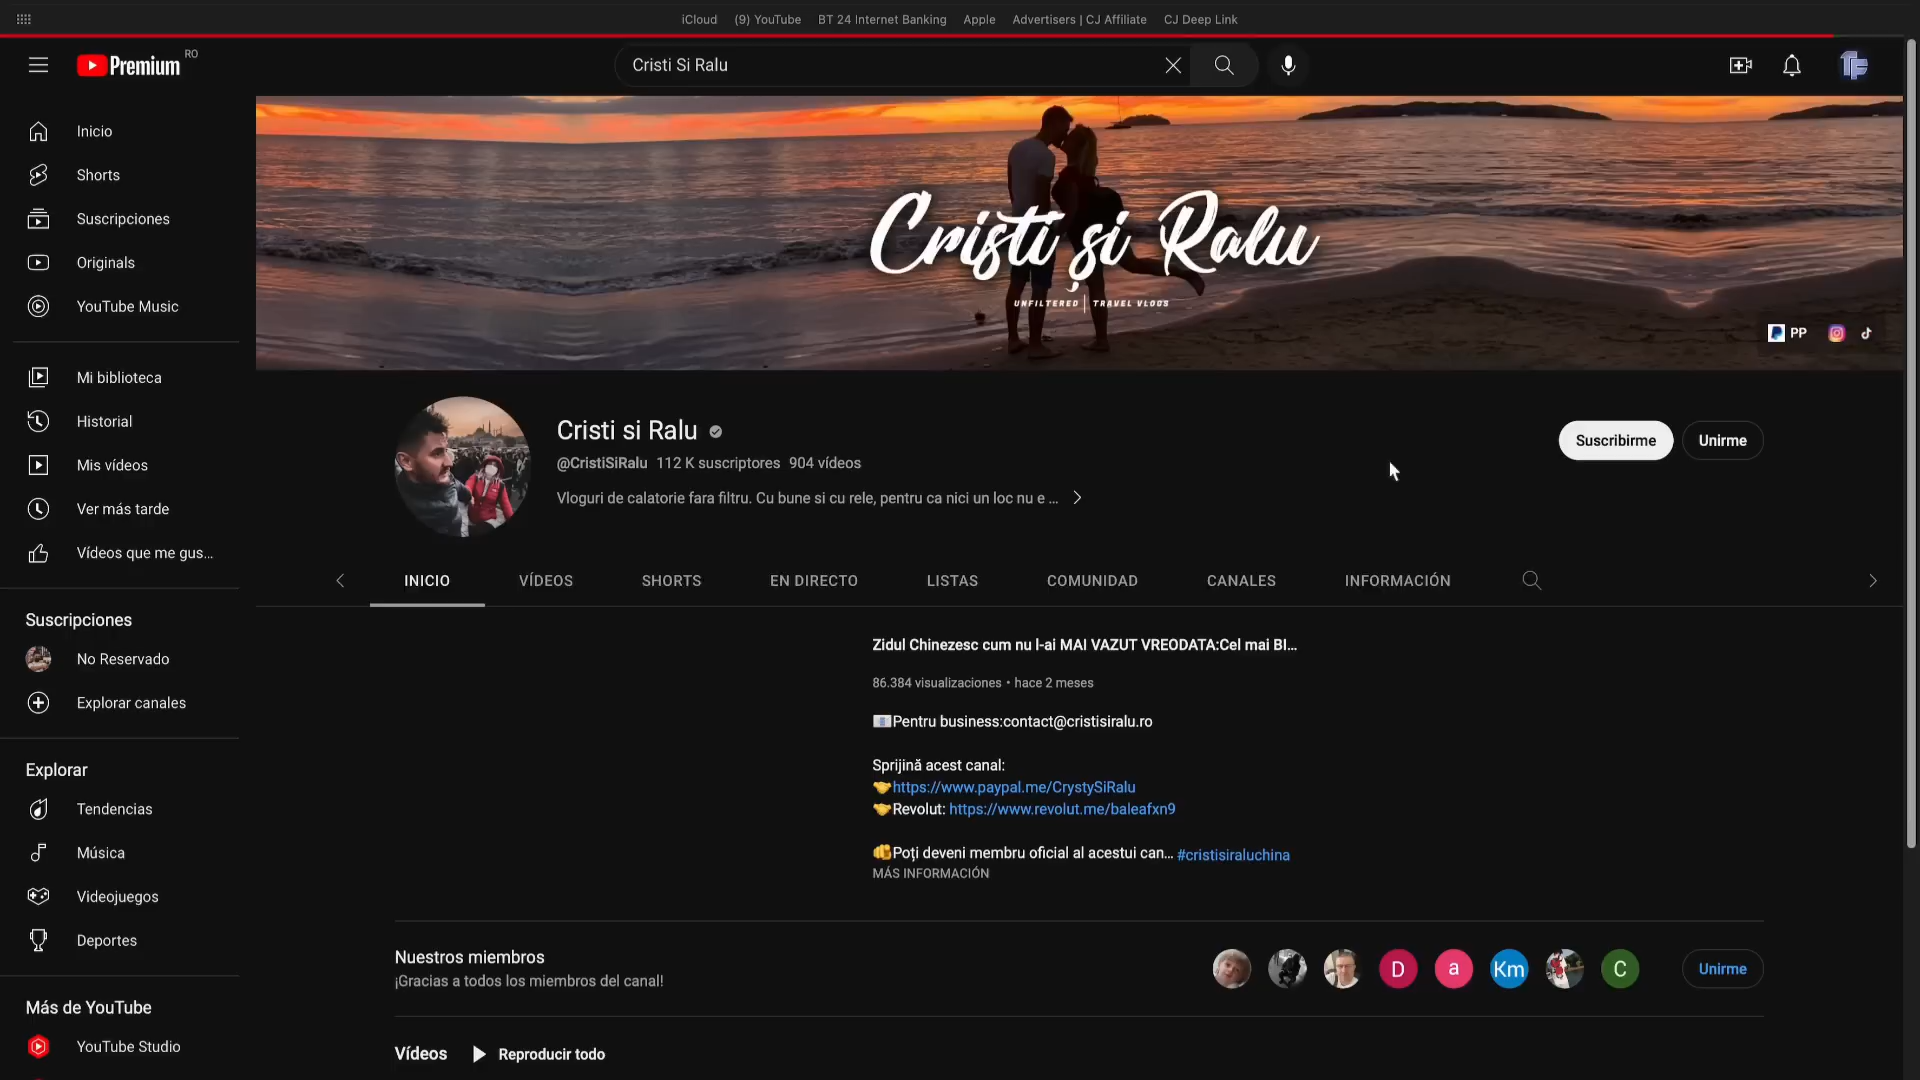 iCloud (9) YouTube BT 24 Internet Banking Apple Advertisers | CJ Affiliate CJ Deep Link
Premium RO
Cristi Si Ralu
Inicio
Shorts
Suscripciones
Originals
YouTube Music
Mi biblioteca
Historial
Mis vídeos
Ver más tarde
Vídeos que me gus...
Suscripciones
No Reservado
Explorar canales
Explorar
Tendencias
Música
Videojuegos
Deportes
Más de YouTube
YouTube Studio
Cristi și Ralu
UNFILTERED | TRAVEL VLOGS
PP
Cristi si Ralu
@CristiSiRalu 112 K suscriptores 904 vídeos
Vloguri de calatorie fara filtru. Cu bune si cu rele, pentru ca nici un loc nu e ...
Suscribirme Unirme
INICIO VÍDEOS SHORTS EN DIRECTO LISTAS COMUNIDAD CANALES INFORMACIÓN
Zidul Chinezesc cum nu l-ai MAI VAZUT VREODATA:Cel mai BI...
86.384 visualizaciones • hace 2 meses
📧Pentru business:contact@cristisiralu.ro
Sprijină acest canal:
🤝https://www.paypal.me/CrystySiRalu
🤝Revolut: https://www.revolut.me/baleafxn9
🫵Poți deveni membru oficial al acestui can... #cristisiraluchina
MÁS INFORMACIÓN
Nuestros miembros
¡Gracias a todos los miembros del canal!
D a Km C
Unirme
Vídeos Reproducir todo